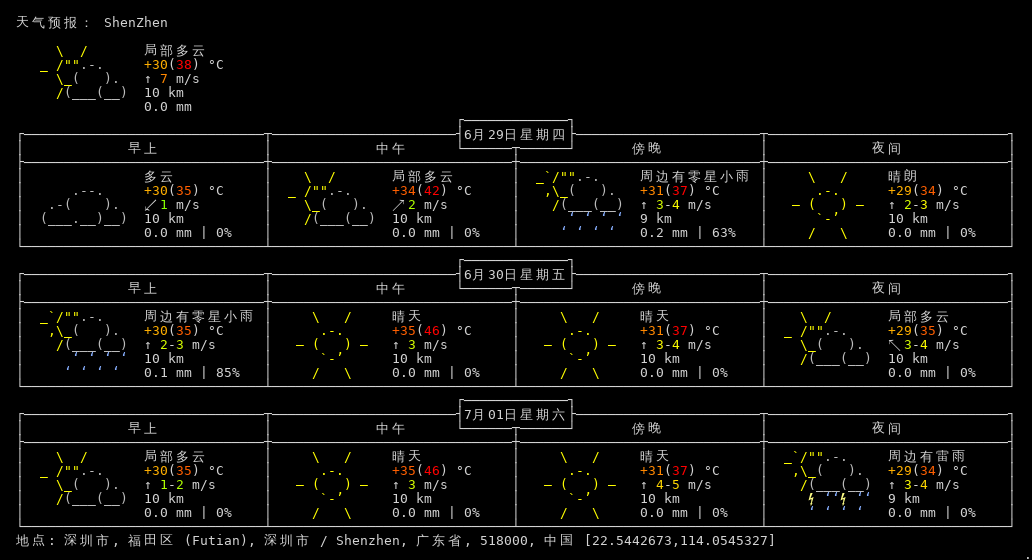 天气预报： ShenZhen
局部多云
+30(38) °C
↑ 7 m/s
10 km
0.0 mm
6月29日星期四
早上 中午 傍晚 夜间
多云 局部多云 周边有零星小雨 晴朗
+30(35) °C +34(42) °C +31(37) °C +29(34) °C
↙ 1 m/s ↗ 2 m/s ↑ 3-4 m/s ↑ 2-3 m/s
10 km 10 km 9 km 10 km
0.0 mm | 0% 0.0 mm | 0% 0.2 mm | 63% 0.0 mm | 0%
6月30日星期五
早上 中午 傍晚 夜间
周边有零星小雨 晴天 晴天 局部多云
+30(35) °C +35(46) °C +31(37) °C +29(35) °C
↑ 2-3 m/s ↑ 3 m/s ↑ 3-4 m/s ↖ 3-4 m/s
10 km 10 km 10 km 10 km
0.1 mm | 85% 0.0 mm | 0% 0.0 mm | 0% 0.0 mm | 0%
7月01日星期六
早上 中午 傍晚 夜间
局部多云 晴天 晴天 周边有雷雨
+30(35) °C +35(46) °C +31(37) °C +29(34) °C
↑ 1-2 m/s ↑ 3 m/s ↑ 4-5 m/s ↑ 3-4 m/s
10 km 10 km 10 km 9 km
0.0 mm | 0% 0.0 mm | 0% 0.0 mm | 0% 0.0 mm | 0%
地点: 深圳市, 福田区 (Futian), 深圳市 / Shenzhen, 广东省, 518000, 中国 [22.5442673,114.0545327]